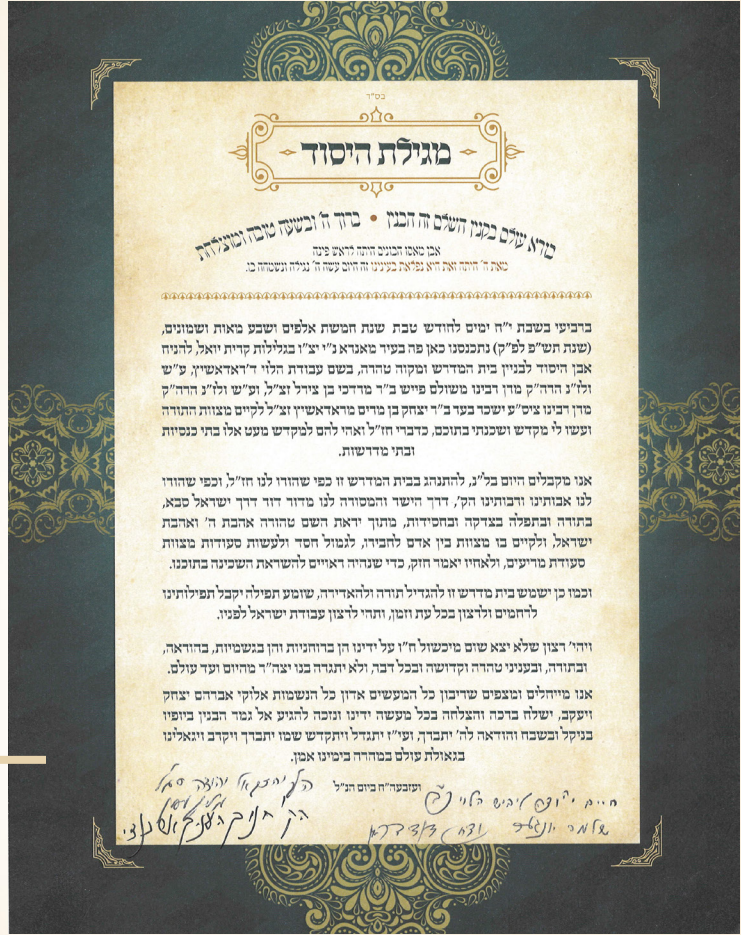 בס״ד
מגילת היסוד
מרא עולם בקנין השלם זה הבנין • ברוך ה׳ ובשעה טובה ומוצלחת
אבן מאסו הבונים היתה לראש פינה
מאת ה׳ היתה זאת היא נפלאת בעינינו זה היום עשה ה׳ נגילה ונשמחה בו.
ברביעי בשבת י״ח ימים לחודש טבת שנת חמשת אלפים ושבע מאות ושמונים,
(שנת תש״פ לפ״ק) נתכנסנו כאן פה בעיר מאנרא נ״י יצ״ו בגלילות קרית יואל, להניח
אבן היסוד לבניין בית המדרש ומקוה טהרה, בשם עבודת הלוי ד׳ראדאשיץ, ע״ש
ולז״נ הרה״ק מרן רבינו משולם פייש ב״ר מרדכי בן צירל זצ״ל, וע״ש ולז״נ הרה״ק
מרן רבינו ציס״ע ישכר בער ב״ר יצחק בן מרים מראדאשיץ זצ״ל לקיים מצוות התורה
ועשו לי מקדש ושכנתי בתוכם, כדברי חז״ל ואהי להם למקדש מעט אלו בתי כנסיות
ובתי מדרשות.
אנו מקבלים היום בל״נ, להתנהג בבית המדרש זו כפי שהורו לנו חז״ל, וכפי שהורו
לנו אבותינו ורבותינו הק׳, דרך הישר והמסורה לנו מדור דור דרך ישראל סבא,
בתורה ובתפלה בצדקה ובחסידות, מתוך יראת השם טהורה אהבת ה׳ ואהבת
ישראל, ולקיים בו מצוות בין אדם לחבירו, לגמול חסד ולעשות סעודות מצוות
סעודת מריעים, ולאחיו יאמר חזק, כדי שנהיה ראויים להשראת השכינה בתוכנו.
וכמו כן ישמש בית מדרש זו להגדיל תורה ולהאדירה, שומע תפילה יקבל תפילותינו
לרחמים ולרצון בכל עת וזמן, ותהי לרצון עבודת ישראל לפניו.
ויהי׳ רצון שלא יצא שום מיכשול ח״ו על ידינו הן ברוחניות והן בגשמיות, בהוראה,
ובתורה, ובעניני טהרה וקדושה ובכל דבר, ולא יתגרה בנו יצה״ר מהיום ועד עולם.
אנו מייחלים ומצפים שריבון כל המעשים אדון כל הנשמות אלוקי אברהם יצחק
ויעקב, ישלח ברכה והצלחה בכל מעשה ידינו ונזכה להגיע אל גמר הבנין ביופיו
בניקל ובשבח והודאה לה׳ יתברך, ועי״ז יתגדל ויתקדש שמו יתברך ויקרב ויגאלינו
בגאולת עולם במהרה בימינו אמן.
ועזבעה״ח ביום הנ״ל